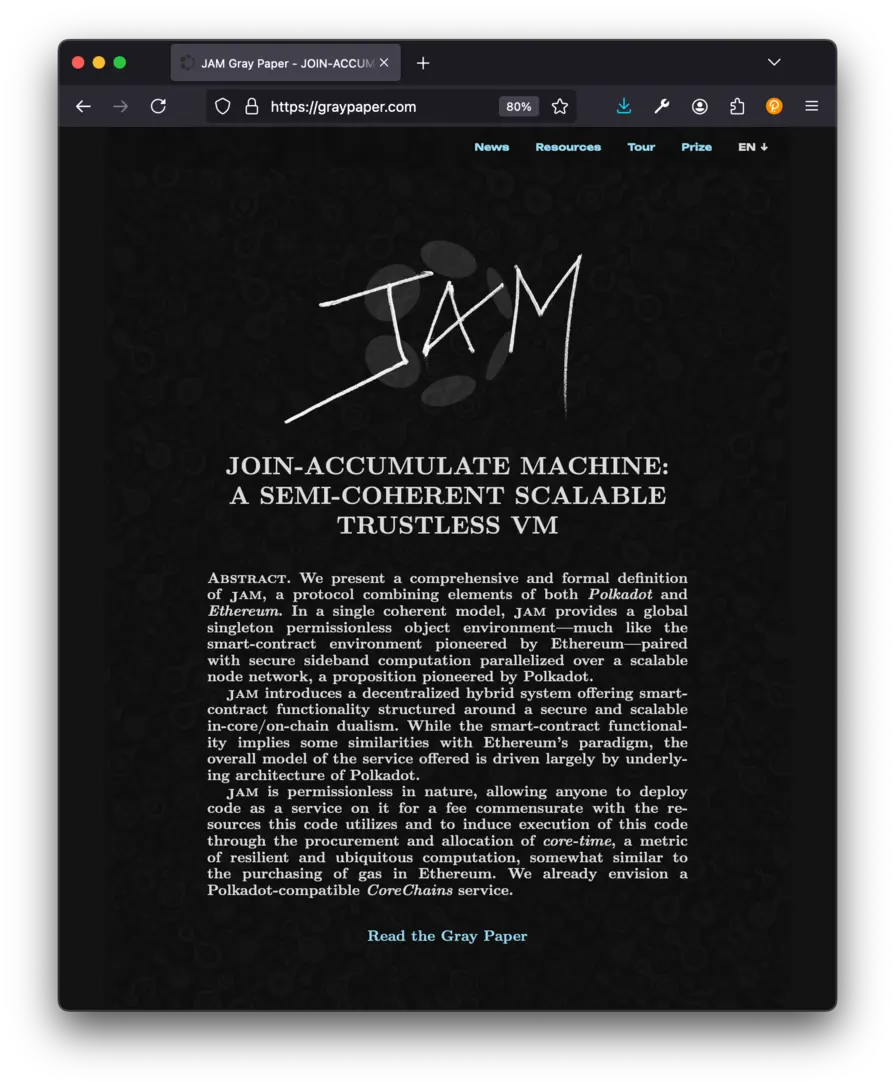 JAM Gray Paper - JOIN-ACCUM
https://graypaper.com
80%
News Resources Tour Prize EN ↓
JAM
JOIN-ACCUMULATE MACHINE:
A SEMI-COHERENT SCALABLE
TRUSTLESS VM
ABSTRACT. We present a comprehensive and formal definition
of JAM, a protocol combining elements of both Polkadot and
Ethereum. In a single coherent model, JAM provides a global
singleton permissionless object environment—much like the
smart-contract environment pioneered by Ethereum—paired
with secure sideband computation parallelized over a scalable
node network, a proposition pioneered by Polkadot.
JAM introduces a decentralized hybrid system offering smart-
contract functionality structured around a secure and scalable
in-core/on-chain dualism. While the smart-contract functional-
ity implies some similarities with Ethereum's paradigm, the
overall model of the service offered is driven largely by underly-
ing architecture of Polkadot.
JAM is permissionless in nature, allowing anyone to deploy
code as a service on it for a fee commensurate with the re-
sources this code utilizes and to induce execution of this code
through the procurement and allocation of core-time, a metric
of resilient and ubiquitous computation, somewhat similar to
the purchasing of gas in Ethereum. We already envision a
Polkadot-compatible CoreChains service.
Read the Gray Paper